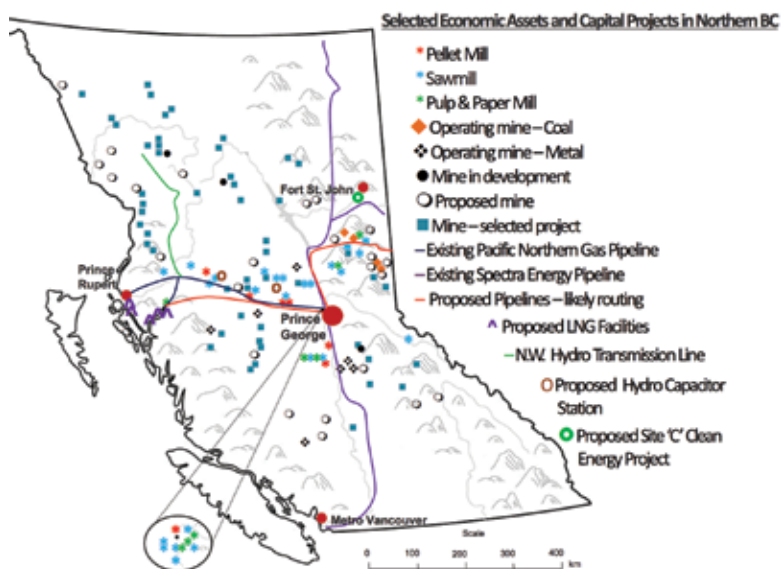 Selected Economic Assets and Capital Projects in Northern BC
Pellet Mill
Sawmill
Pulp & Paper Mill
Operating mine – Coal
Operating mine – Metal
Mine in development
Proposed mine
Mine – selected project
Existing Pacific Northern Gas Pipeline
Existing Spectra Energy Pipeline
Proposed Pipelines – likely routing
Proposed LNG Facilities
N.W. Hydro Transmission Line
Proposed Hydro Capacitor
Station
Proposed Site 'C' Clean
Energy Project
Fort St. John
Prince
Rupert
Prince
George
Metro Vancouver
Scale
0 100 200 300 400
km